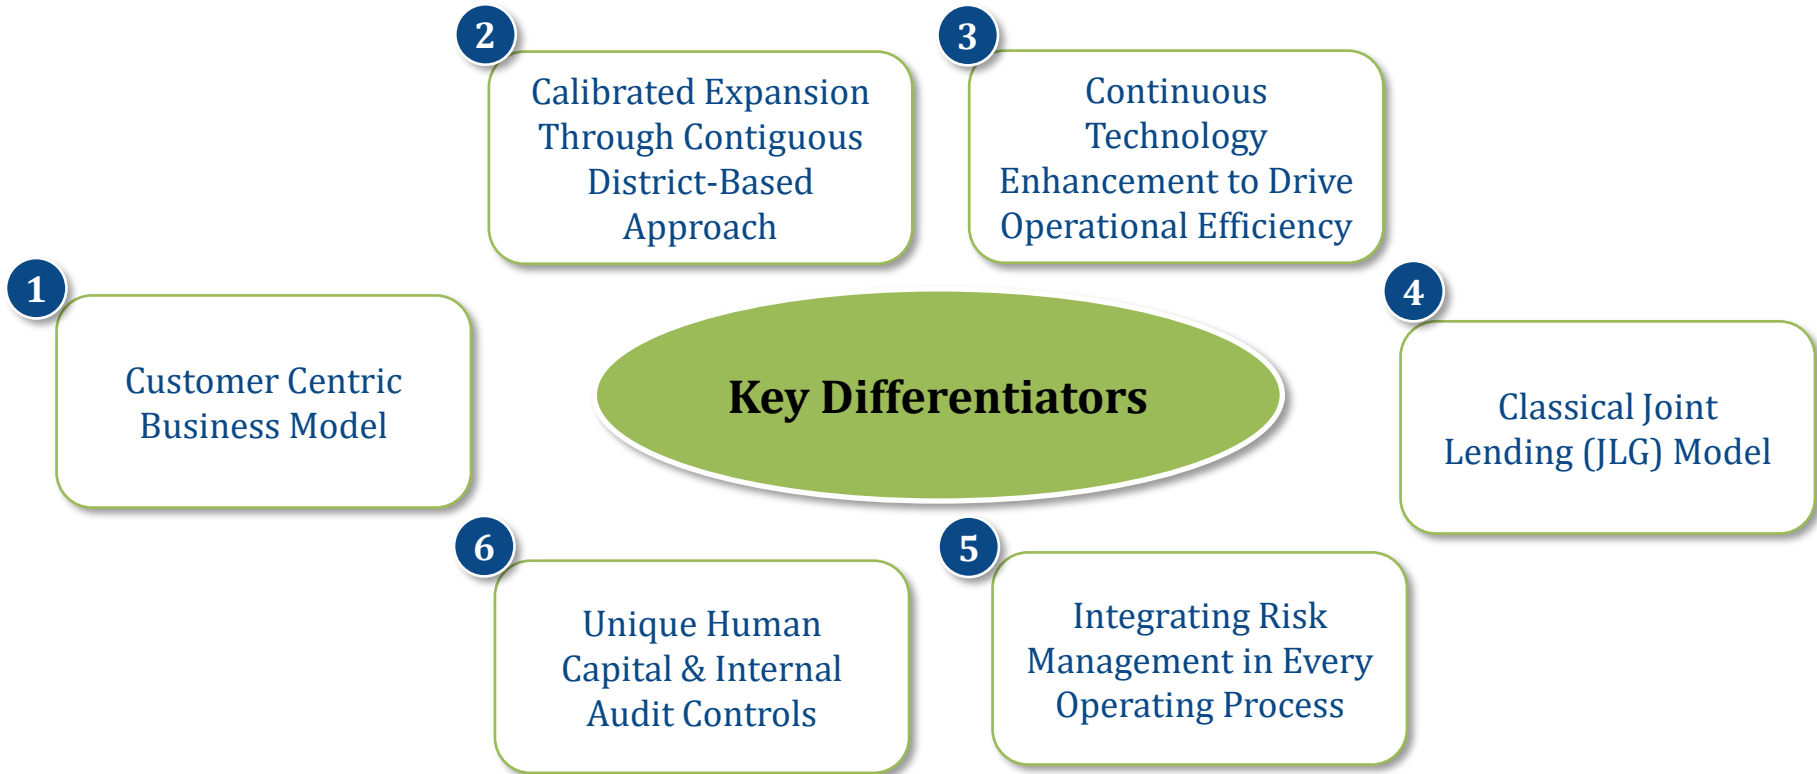 1
Customer Centric
Business Model
2
Calibrated Expansion
Through Contiguous
District-Based
Approach
3
Continuous
Technology
Enhancement to Drive
Operational Efficiency
Key Differentiators
4
Classical Joint
Lending (JLG) Model
5
Integrating Risk
Management in Every
Operating Process
6
Unique Human
Capital & Internal
Audit Controls